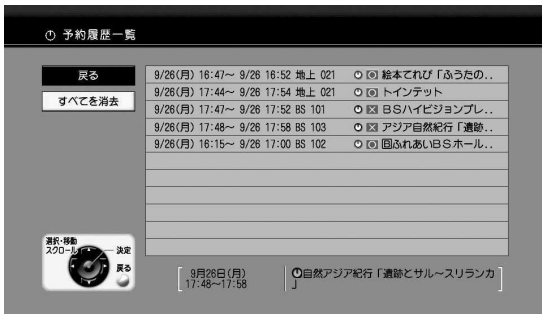 予約履歴一覧
戻る
すべてを消去
9/26(月) 16:47～ 9/26 16:52 地上 021 回 絵本てれび「ふうたの..
9/26(月) 17:44～ 9/26 17:54 地上 021 回 トインテット
9/26(月) 17:47～ 9/26 17:52 BS 101 ☒ BSハイビジョンプレ..
9/26(月) 17:48～ 9/26 17:58 BS 103 ☒ アジア自然紀行「遺跡..
9/26(月) 16:15～ 9/26 17:00 BS 102 回 回ふれあいBSホール..
選択・移動
スクロール
決定
戻る
9月26日(月)
17:48～17:58
自然アジア紀行「遺跡とサル～スリランカ
」